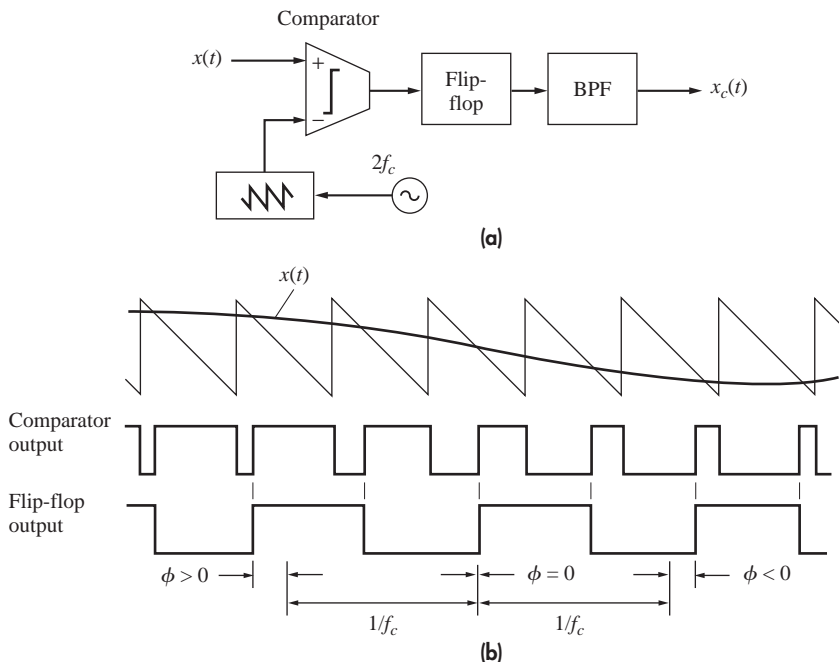 Comparator
x(t)
+
−
Flip-
flop
BPF
x_c(t)
2f_c
(a)
x(t)
Comparator
output
Flip-flop
output
ϕ > 0
ϕ = 0
ϕ < 0
1/f_c
1/f_c
(b)